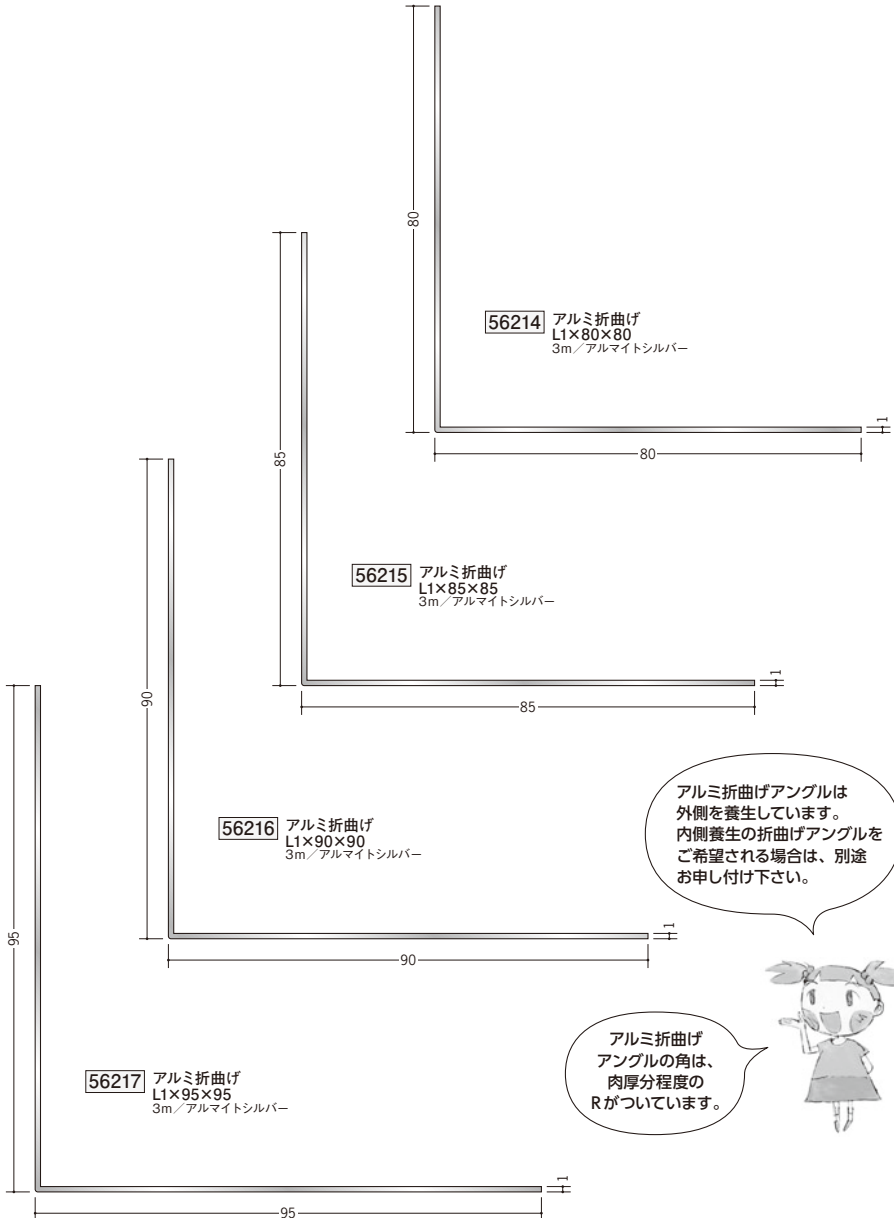 80
56214 アルミ折曲げ
L1×80×80
3m／アルマイトシルバー
1
80
85
56215 アルミ折曲げ
L1×85×85
3m／アルマイトシルバー
1
85
90
56216 アルミ折曲げ
L1×90×90
3m／アルマイトシルバー
1
90
アルミ折曲げアングルは
外側を養生しています。
内側養生の折曲げアングルを
ご希望される場合は、別途
お申し付け下さい。
95
56217 アルミ折曲げ
L1×95×95
3m／アルマイトシルバー
1
95
アルミ折曲げ
アングルの角は、
肉厚分程度の
Rがついています。